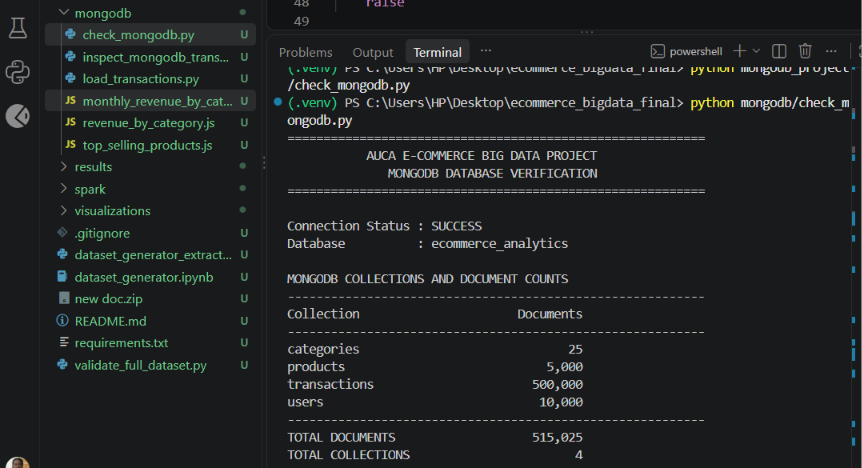 mongodb
check_mongodb.py U
inspect_mongodb_trans... U
load_transactions.py U
JS monthly_revenue_by_cat... U
JS revenue_by_category.js U
JS top_selling_products.js U
results
spark
visualizations
.gitignore U
dataset_generator_extract... U
dataset_generator.ipynb U
new doc.zip U
README.md U
requirements.txt U
validate_full_dataset.py U
48 raise
49
Problems Output Terminal ... powershell
(.venv) PS C:\Users\HP\Desktop\ecommerce_bigdata_final> python mongodb_project
/check_mongodb.py
(.venv) PS C:\Users\HP\Desktop\ecommerce_bigdata_final> python mongodb/check_m
ongodb.py
============================================================
AUCA E-COMMERCE BIG DATA PROJECT
MONGODB DATABASE VERIFICATION
============================================================
Connection Status : SUCCESS
Database : ecommerce_analytics
MONGODB COLLECTIONS AND DOCUMENT COUNTS
------------------------------------------------------------
Collection Documents
------------------------------------------------------------
categories 25
products 5,000
transactions 500,000
users 10,000
------------------------------------------------------------
TOTAL DOCUMENTS 515,025
TOTAL COLLECTIONS 4